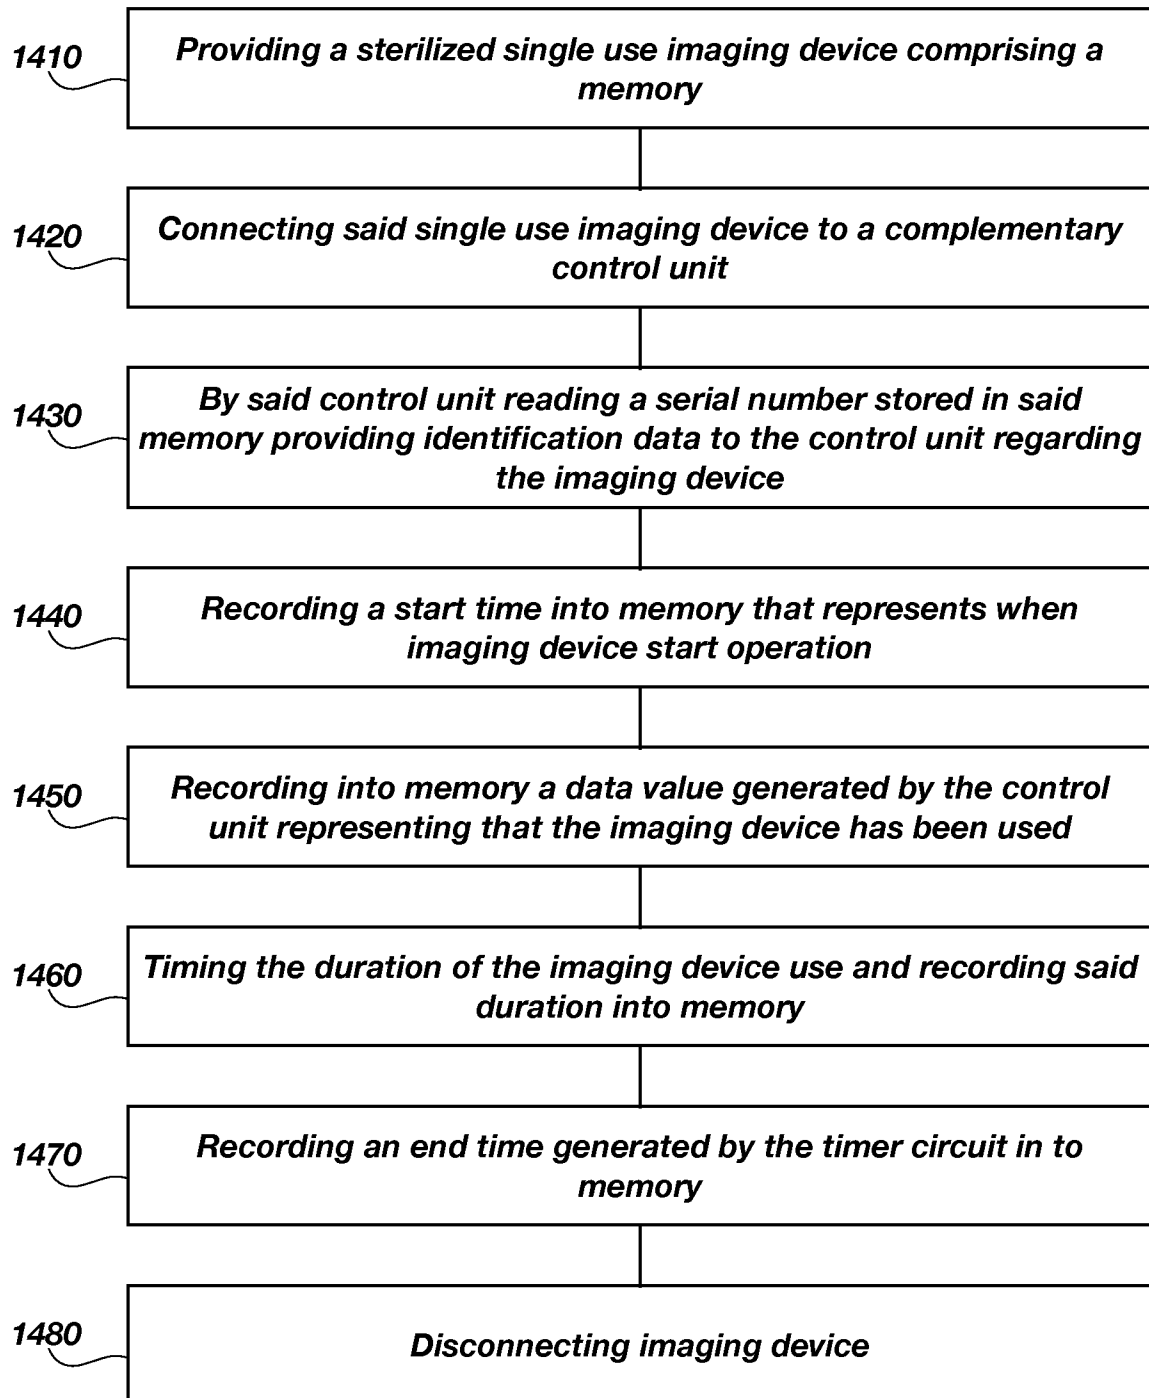 1410
Providing a sterilized single use imaging device comprising a
memory
1420
Connecting said single use imaging device to a complementary
control unit
1430
By said control unit reading a serial number stored in said
memory providing identification data to the control unit regarding
the imaging device
1440
Recording a start time into memory that represents when
imaging device start operation
1450
Recording into memory a data value generated by the control
unit representing that the imaging device has been used
1460
Timing the duration of the imaging device use and recording said
duration into memory
1470
Recording an end time generated by the timer circuit in to
memory
1480
Disconnecting imaging device